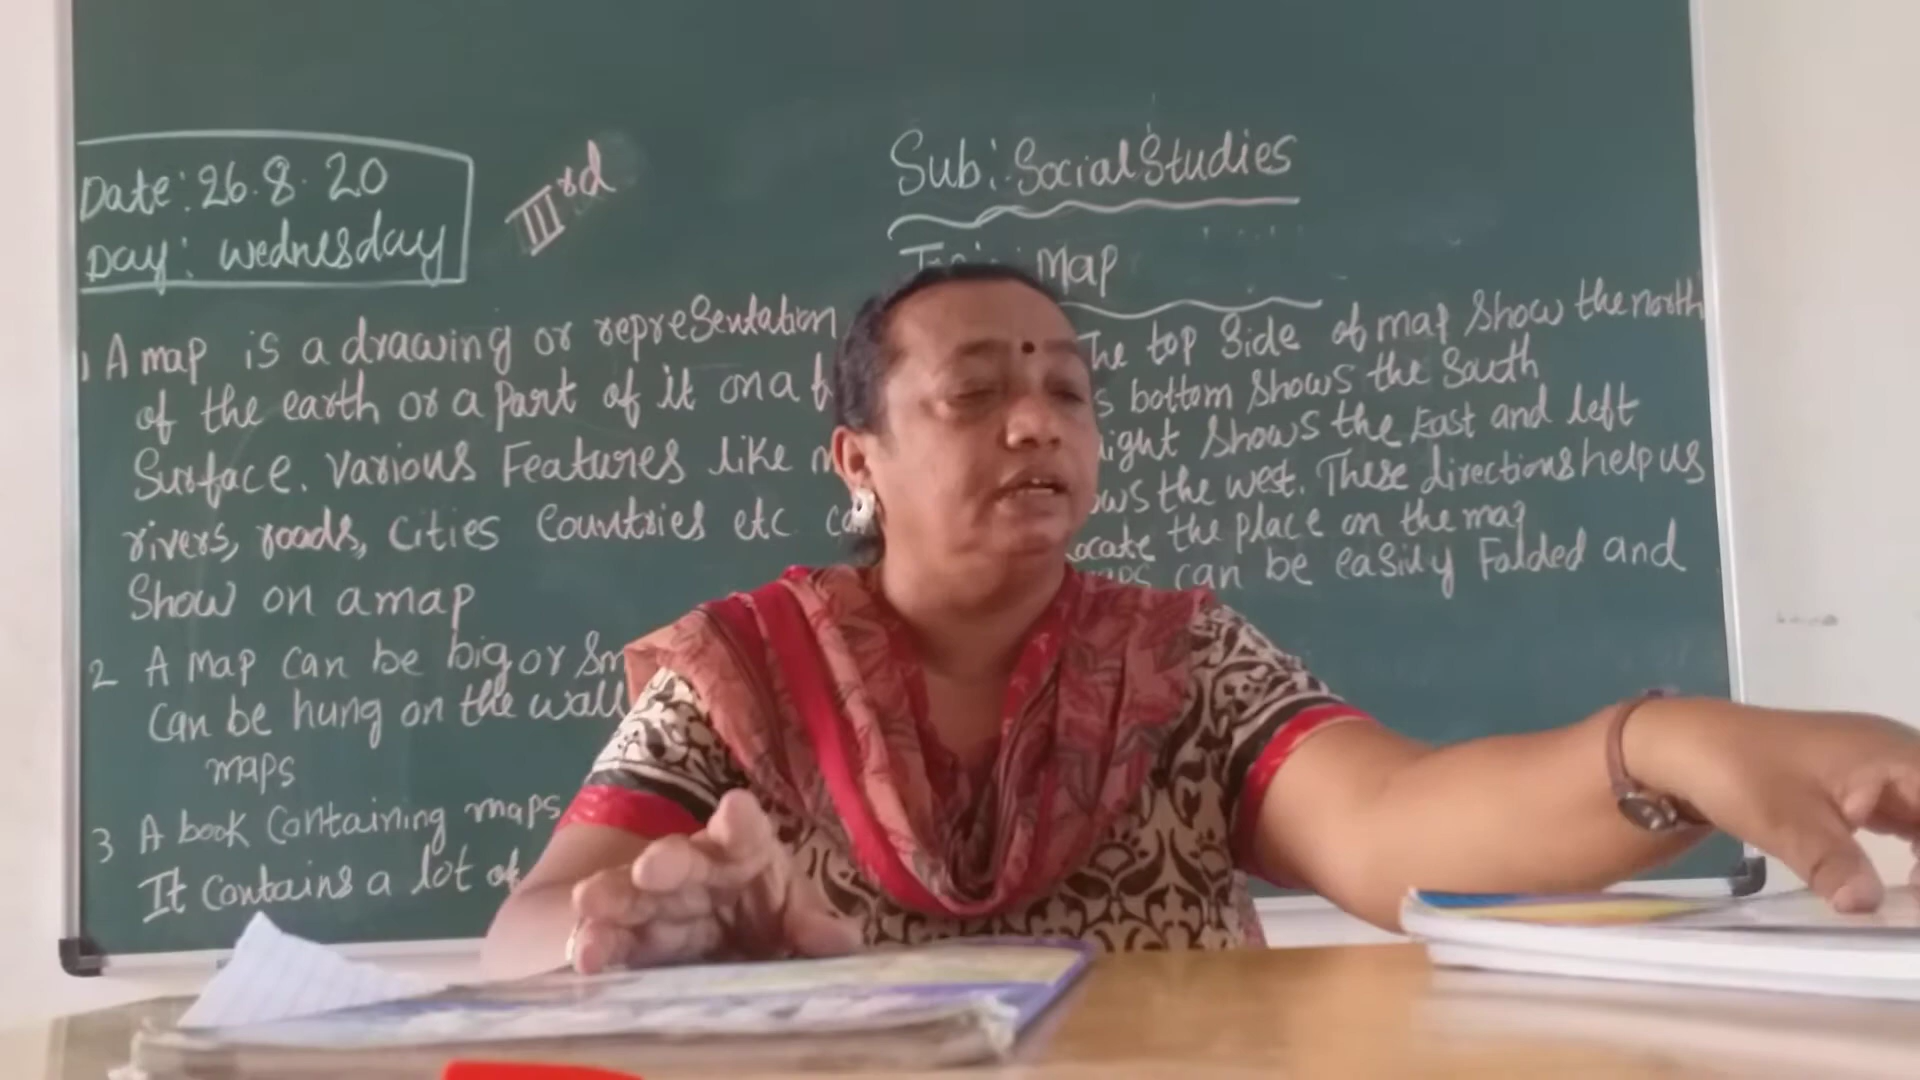 Date: 26.8.20
Day: Wednesday
IIIrd
Sub: Social Studies
Map
1 A map is a drawing or representation
of the earth or a part of it on a
Surface. Various Features like
rivers, roads, Cities Countries etc
Show on a map
2 A map can be big or
can be hung on the wall
maps
3 A book containing maps
It contains a lot of
top Side of map Show the north
bottom Shows the South
Shows the East and left
the west. These directions help us
the place on the map
can be easily Folded and